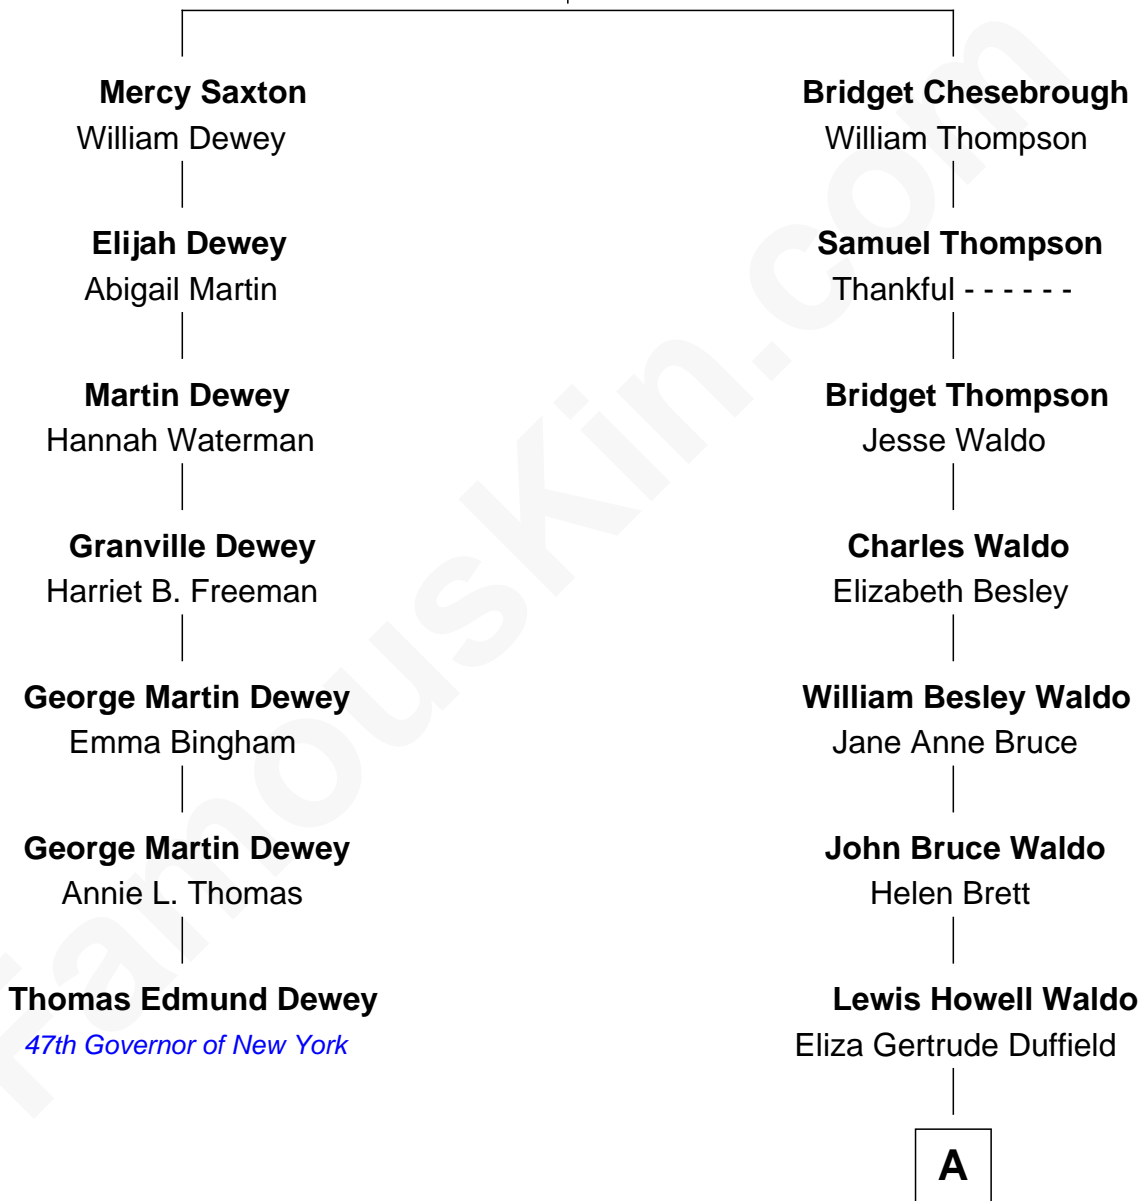 Mercy Saxton
William Dewey
Bridget Chesebrough
William Thompson
Elijah Dewey
Abigail Martin
Samuel Thompson
Thankful - - - - - -
Martin Dewey
Hannah Waterman
Bridget Thompson
Jesse Waldo
Granville Dewey
Harriet B. Freeman
Charles Waldo
Elizabeth Besley
George Martin Dewey
Emma Bingham
William Besley Waldo
Jane Anne Bruce
George Martin Dewey
Annie L. Thomas
John Bruce Waldo
Helen Brett
Thomas Edmund Dewey
47th Governor of New York
Lewis Howell Waldo
Eliza Gertrude Duffield
A
FamousKin.com